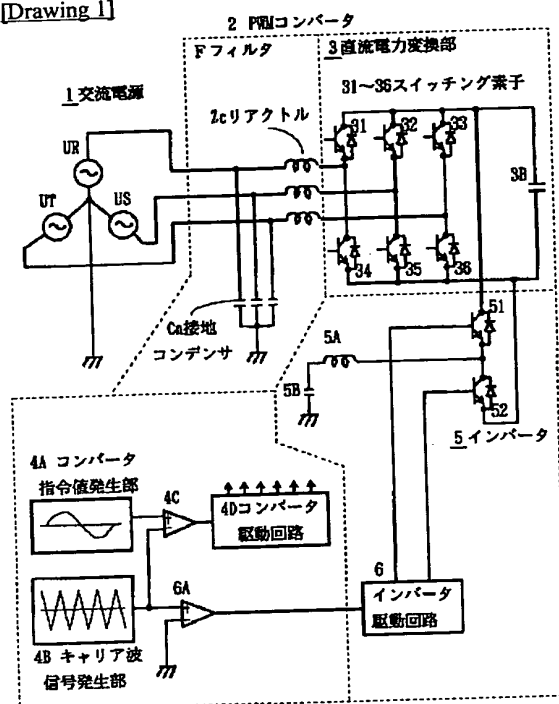 [Drawing 1]
2 PWMコンバータ
Fフィルタ
3直流電力変換部
1交流電源
31～36スイッチング素子
Zcリアクトル
31
32
33
UR
3B
UT
US
34
35
36
Cn接地
コンデンサ
5A
51
5B
52
5インバータ
4A コンバータ
指令値発生部
4C
4Dコンバータ
駆動回路
6A
6
インバータ
駆動回路
4B キャリア波
信号発生部